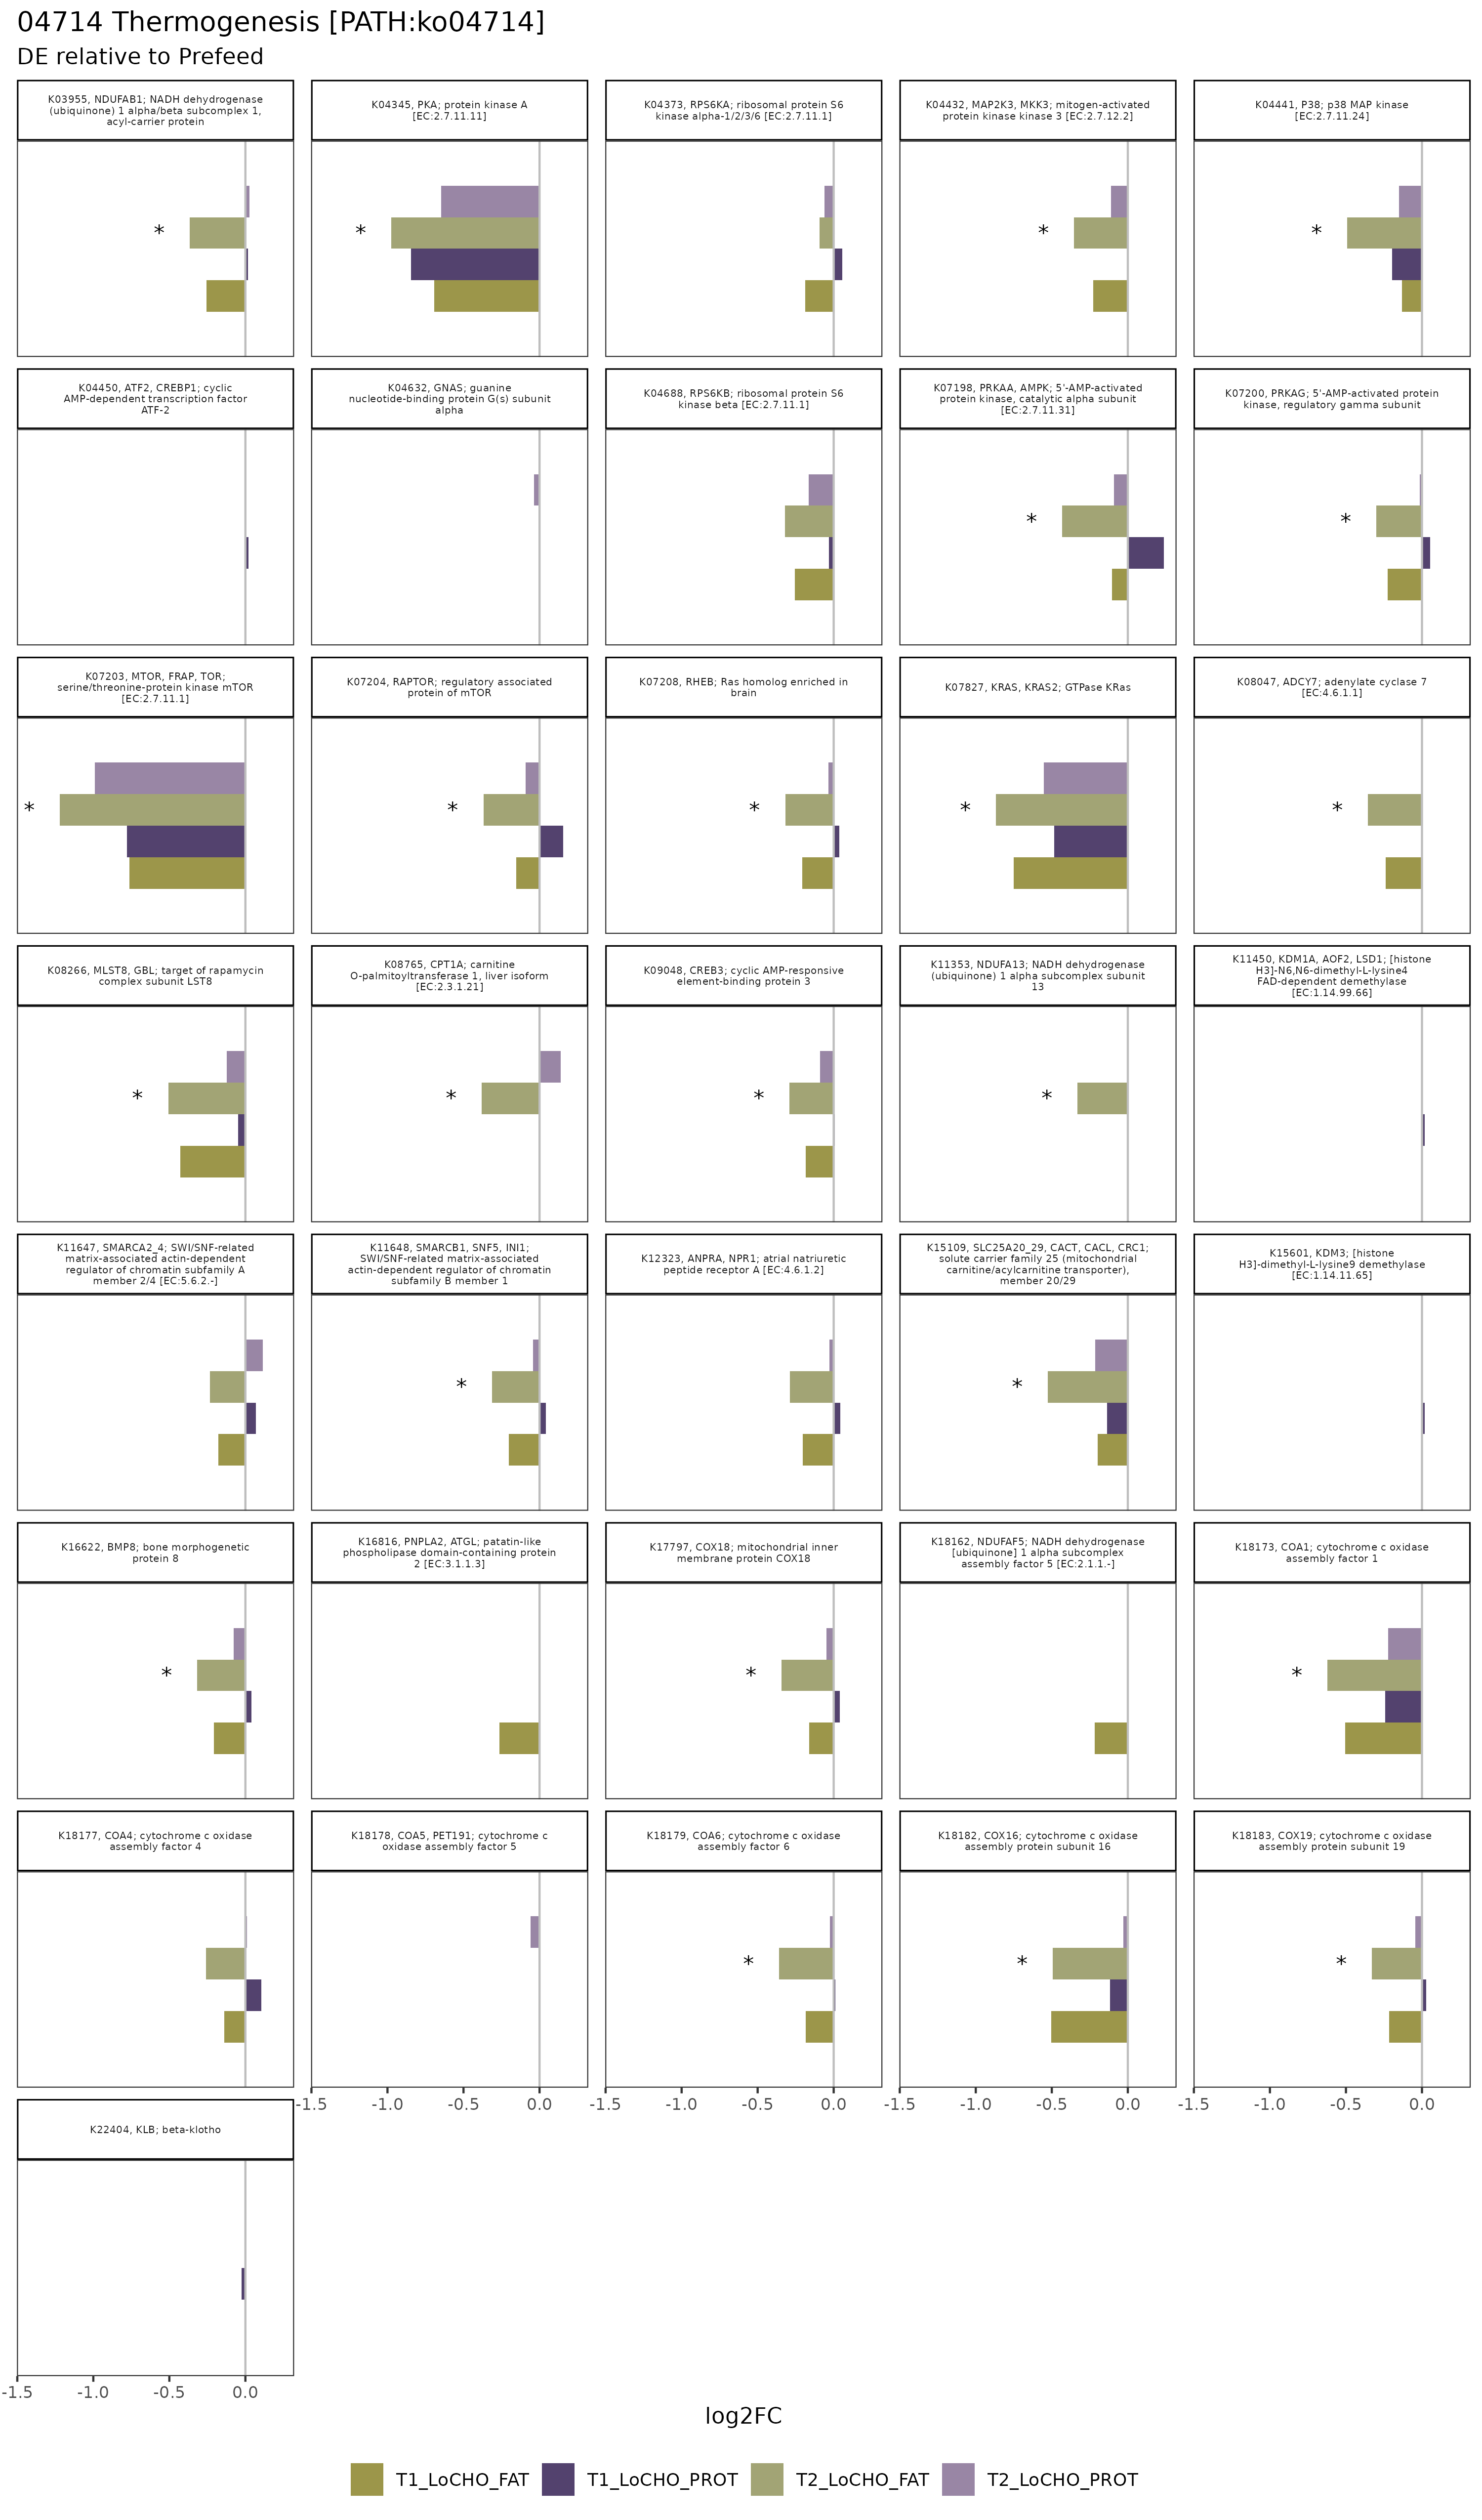 04714 Thermogenesis [PATH:ko04714]
DE relative to Prefeed
K03955, NDUFAB1; NADH dehydrogenase
(ubiquinone) 1 alpha/beta subcomplex 1,
acyl-carrier protein
K04345, PKA; protein kinase A
[EC:2.7.11.11]
K04373, RPS6KA; ribosomal protein S6
kinase alpha-1/2/3/6 [EC:2.7.11.1]
K04432, MAP2K3, MKK3; mitogen-activated
protein kinase kinase 3 [EC:2.7.12.2]
K04441, P38; p38 MAP kinase
[EC:2.7.11.24]
*
*
*
*
K04450, ATF2, CREBP1; cyclic
AMP-dependent transcription factor
ATF-2
K04632, GNAS; guanine
nucleotide-binding protein G(s) subunit
alpha
K04688, RPS6KB; ribosomal protein S6
kinase beta [EC:2.7.11.1]
K07198, PRKAA, AMPK; 5'-AMP-activated
protein kinase, catalytic alpha subunit
[EC:2.7.11.31]
K07200, PRKAG; 5'-AMP-activated protein
kinase, regulatory gamma subunit
*
*
K07203, MTOR, FRAP, TOR;
serine/threonine-protein kinase mTOR
[EC:2.7.11.1]
K07204, RAPTOR; regulatory associated
protein of mTOR
K07208, RHEB; Ras homolog enriched in
brain
K07827, KRAS, KRAS2; GTPase KRas
K08047, ADCY7; adenylate cyclase 7
[EC:4.6.1.1]
*
*
*
*
*
K08266, MLST8, GBL; target of rapamycin
complex subunit LST8
K08765, CPT1A; carnitine
O-palmitoyltransferase 1, liver isoform
[EC:2.3.1.21]
K09048, CREB3; cyclic AMP-responsive
element-binding protein 3
K11353, NDUFA13; NADH dehydrogenase
(ubiquinone) 1 alpha subcomplex subunit
13
K11450, KDM1A, AOF2, LSD1; [histone
H3]-N6,N6-dimethyl-L-lysine4
FAD-dependent demethylase
[EC:1.14.99.66]
*
*
*
*
K11647, SMARCA2_4; SWI/SNF-related
matrix-associated actin-dependent
regulator of chromatin subfamily A
member 2/4 [EC:5.6.2.-]
K11648, SMARCB1, SNF5, INI1;
SWI/SNF-related matrix-associated
actin-dependent regulator of chromatin
subfamily B member 1
K12323, ANPRA, NPR1; atrial natriuretic
peptide receptor A [EC:4.6.1.2]
K15109, SLC25A20_29, CACT, CACL, CRC1;
solute carrier family 25 (mitochondrial
carnitine/acylcarnitine transporter),
member 20/29
K15601, KDM3; [histone
H3]-dimethyl-L-lysine9 demethylase
[EC:1.14.11.65]
*
*
K16622, BMP8; bone morphogenetic
protein 8
K16816, PNPLA2, ATGL; patatin-like
phospholipase domain-containing protein
2 [EC:3.1.1.3]
K17797, COX18; mitochondrial inner
membrane protein COX18
K18162, NDUFAF5; NADH dehydrogenase
[ubiquinone] 1 alpha subcomplex
assembly factor 5 [EC:2.1.1.-]
K18173, COA1; cytochrome c oxidase
assembly factor 1
*
*
*
K18177, COA4; cytochrome c oxidase
assembly factor 4
K18178, COA5, PET191; cytochrome c
oxidase assembly factor 5
K18179, COA6; cytochrome c oxidase
assembly factor 6
K18182, COX16; cytochrome c oxidase
assembly protein subunit 16
K18183, COX19; cytochrome c oxidase
assembly protein subunit 19
*
*
*
-1.5 -1.0 -0.5 0.0
-1.5 -1.0 -0.5 0.0
-1.5 -1.0 -0.5 0.0
-1.5 -1.0 -0.5 0.0
K22404, KLB; beta-klotho
-1.5 -1.0 -0.5 0.0
log2FC
T1_LoCHO_FAT T1_LoCHO_PROT T2_LoCHO_FAT T2_LoCHO_PROT